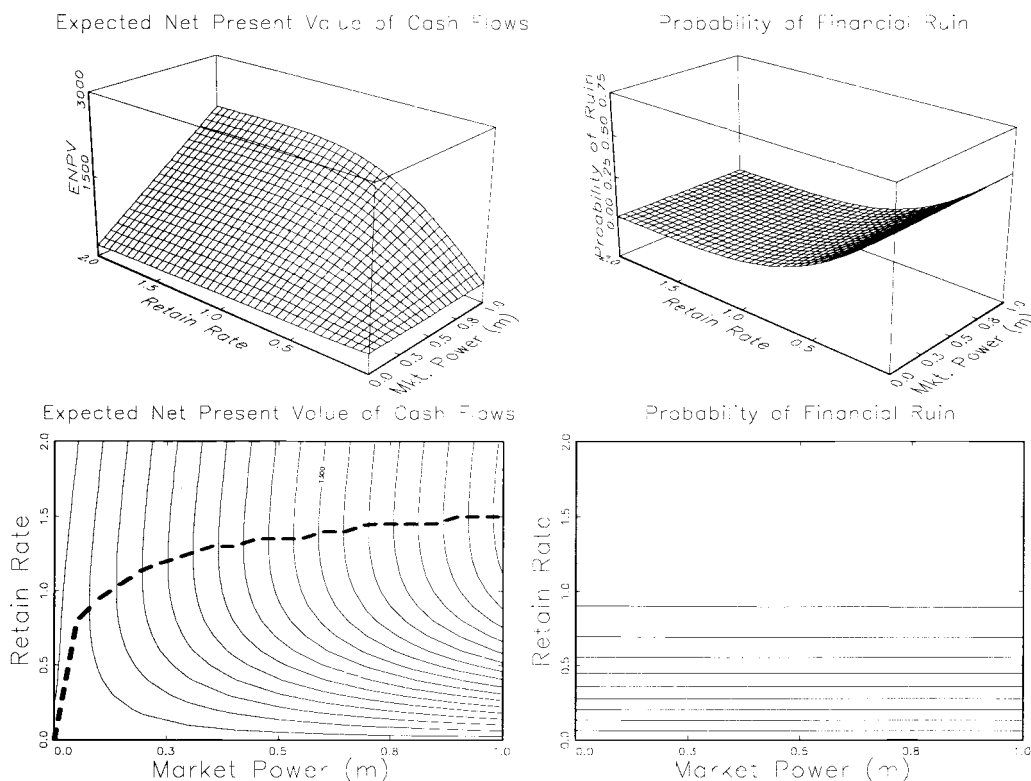 Expected Net Present Value of Cash Flows
ENPV
3000
1500
2.0
1.5
1.0
0.5
Retain Rate
0.0
0.3
0.5
0.8
1.0
Mkt. Power (m)
Probability of Financial Ruin
Proability of Ruin
0.75
0.50
0.25
0.00
1.5
1.0
0.5
Retain Rate
0.0
0.3
0.5
0.8
1.0
Mkt. Power (m)
Expected Net Present Value of Cash Flows
Retain Rate
2.0
1.5
1.0
0.5
0.0
0.0 0.3 0.5 0.8 1.0
Market Power (m)
Probability of Financial Ruin
Retain Rate
2.0
1.5
1.0
0.5
0.0
0.0 0.3 0.5 0.8 1.0
Market Power (m)